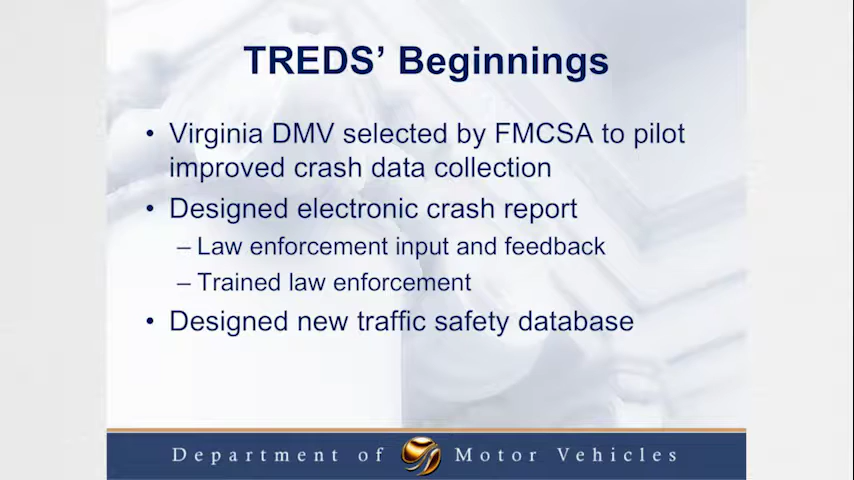 TREDS’ Beginnings
• Virginia DMV selected by FMCSA to pilot
improved crash data collection
• Designed electronic crash report
– Law enforcement input and feedback
– Trained law enforcement
• Designed new traffic safety database
Department of Motor Vehicles